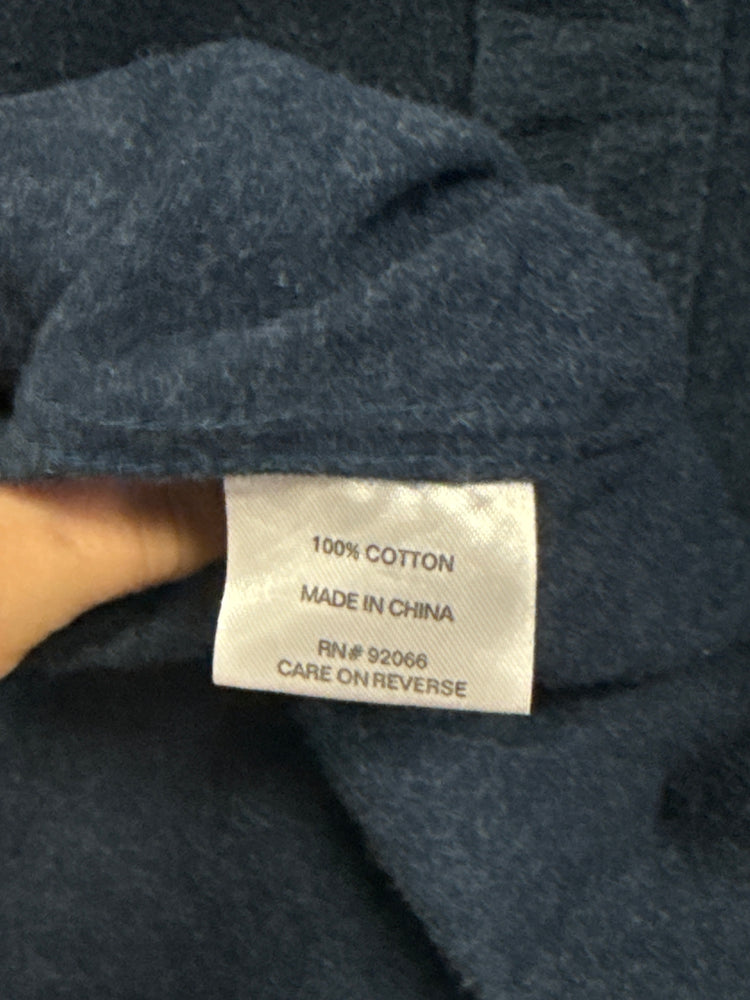 100% COTTON
MADE IN CHINA
RN# 92066
CARE ON REVERSE